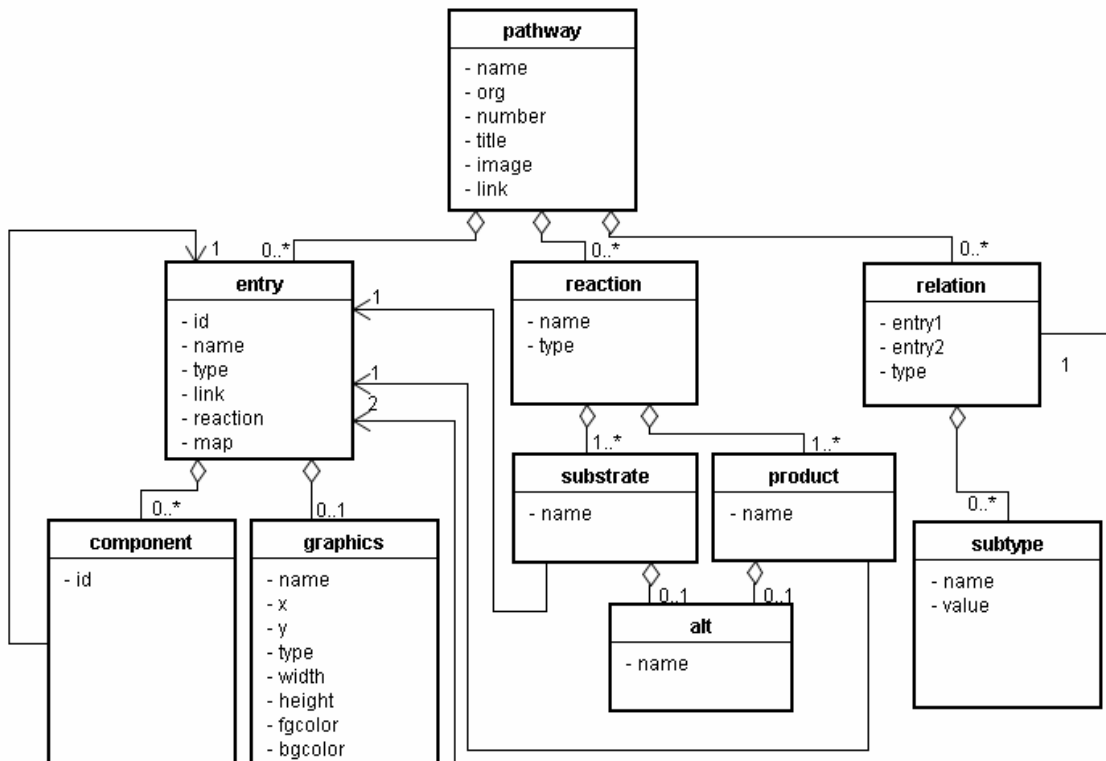 pathway
- name
- org
- number
- title
- image
- link
1
0..*
0..*
0..*
entry
- id
- name
- type
- link
- reaction
- map
1
1
2
reaction
- name
- type
relation
- entry1
- entry2
- type
1
0..*
0..1
1..*
1..*
0..*
component
- id
graphics
- name
- x
- y
- type
- width
- height
- fgcolor
- bgcolor
substrate
- name
product
- name
subtype
- name
- value
0..1
0..1
alt
- name